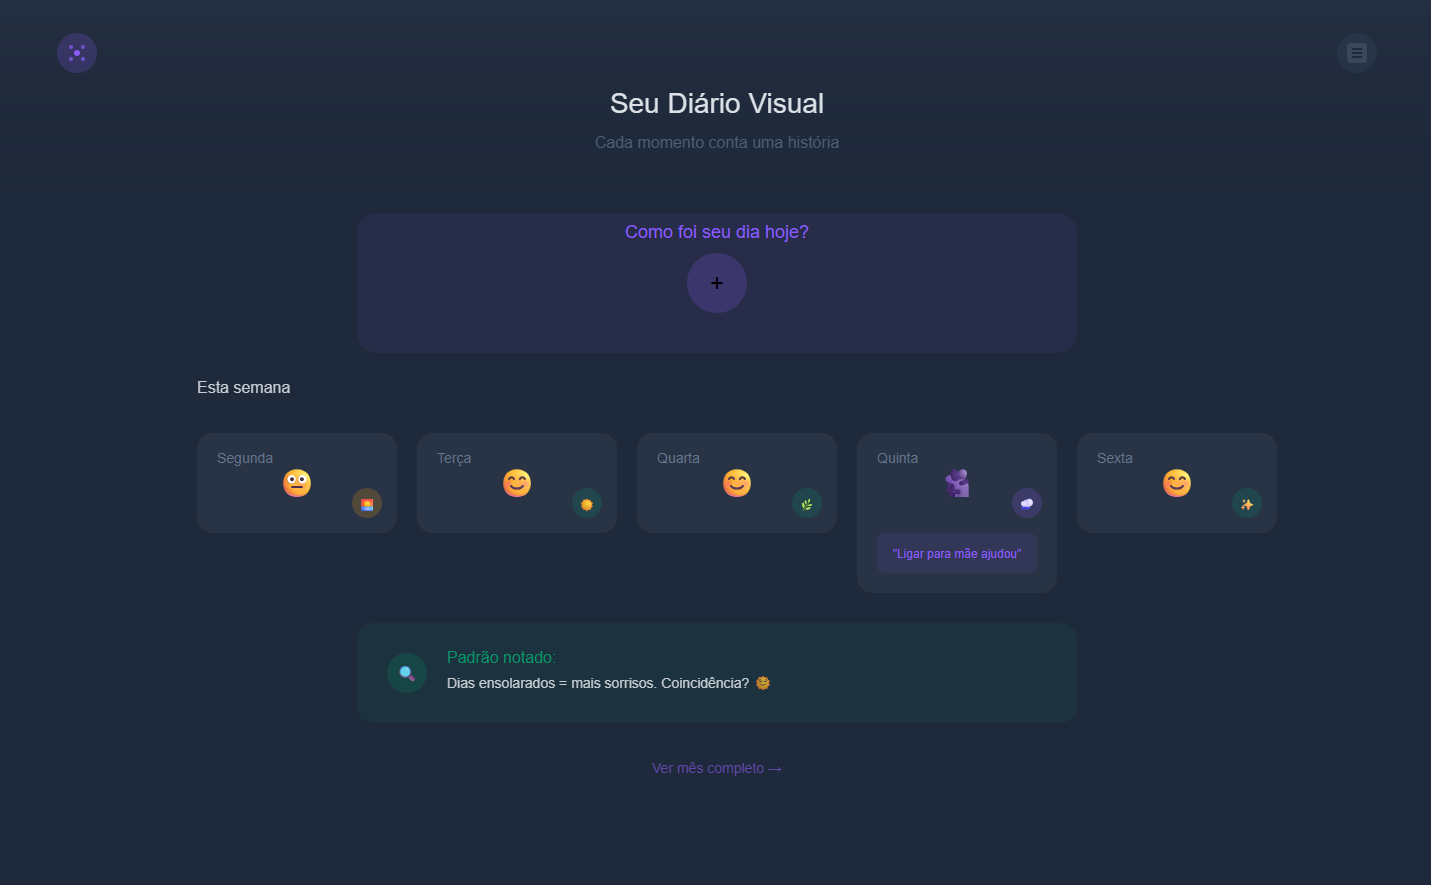 Seu Diário Visual
Cada momento conta uma história
Como foi seu dia hoje?
+
Esta semana
Segunda
Terça
Quarta
Quinta
Sexta
"Ligar para mãe ajudou"
Padrão notado:
Dias ensolarados = mais sorrisos. Coincidência? 🌞
Ver mês completo →